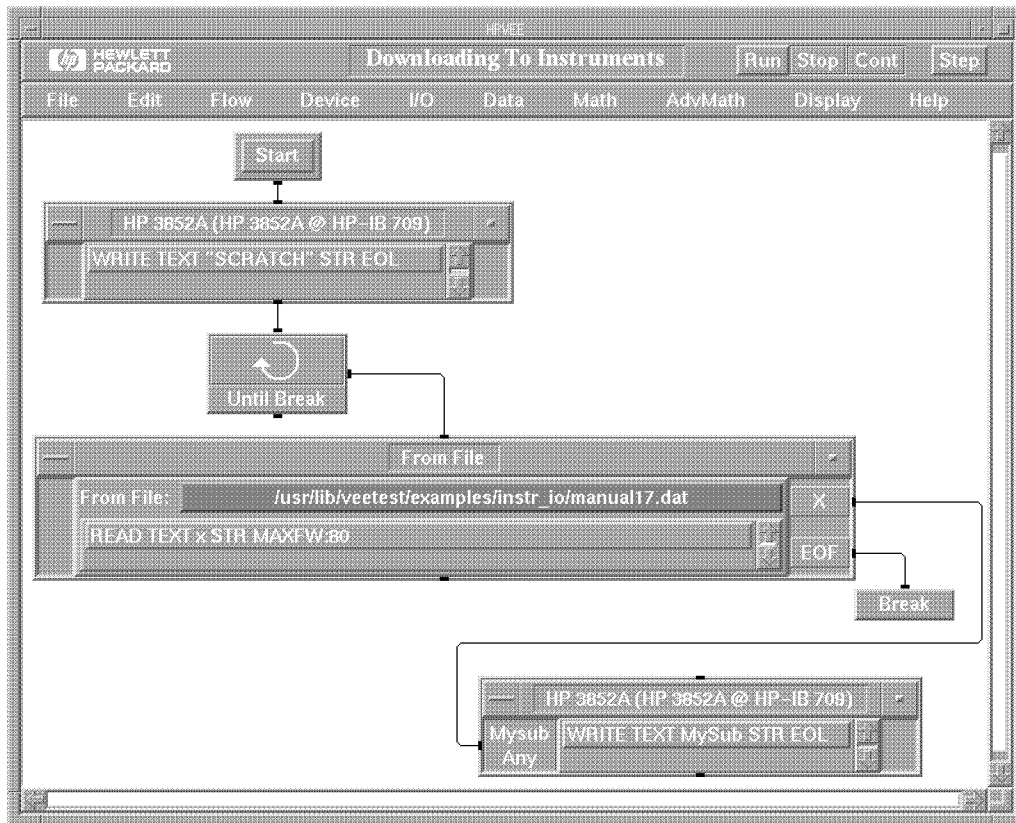 HPVEE
hp HEWLETT PACKARD
Downloading To Instruments
Run Stop Cont Step
File Edit Flow Device I/O Data Math AdvMath Display Help
Start
HP 3852A (HP 3852A @ HP-IB 709)
WRITE TEXT "SCRATCH" STR EOL
Until Break
From File
From File: /usr/lib/veetest/examples/instr_io/manual17.dat
X
READ TEXT x STR MAXFW:80
EOF
Break
HP 3852A (HP 3852A @ HP-IB 709)
Mysub
Any
WRITE TEXT MySub STR EOL